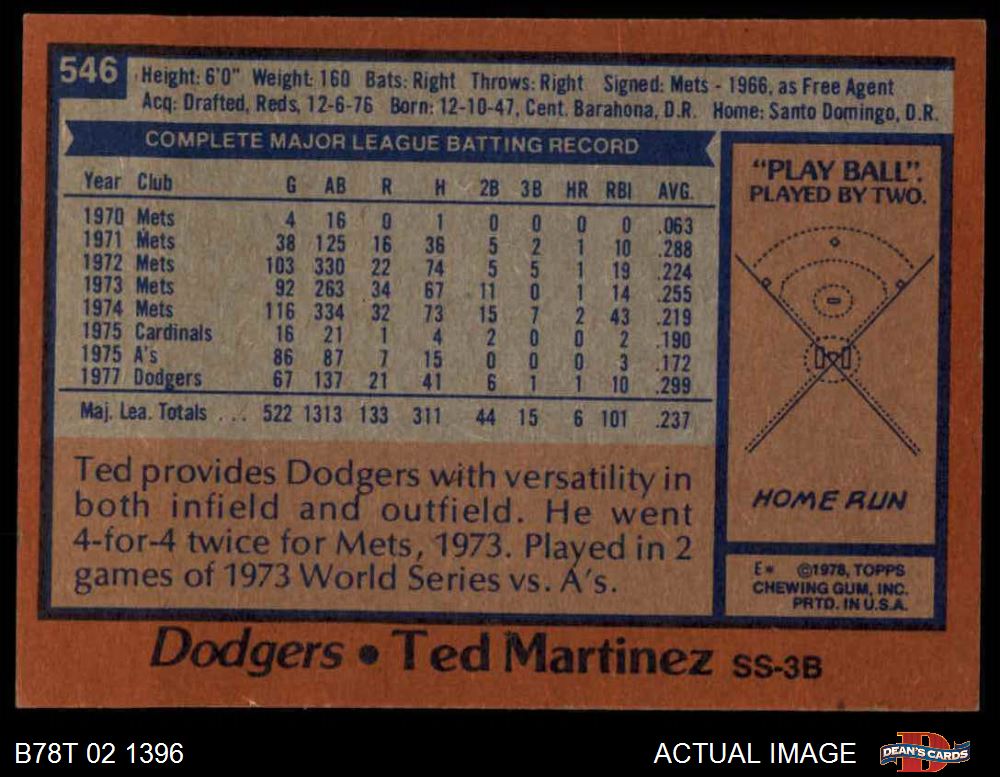 546
Height: 6'0" Weight: 160 Bats: Right Throws: Right Signed: Mets - 1966, as Free Agent
Acq: Drafted, Reds, 12-6-76 Born: 12-10-47, Cent. Barahona, D.R. Home: Santo Domingo, D.R.
COMPLETE MAJOR LEAGUE BATTING RECORD
Year Club G AB R H 2B 3B HR RBI AVG.
1970 Mets 4 16 0 1 0 0 0 0 .063
1971 Mets 38 125 16 36 5 2 1 10 .288
1972 Mets 103 330 22 74 5 5 1 19 .224
1973 Mets 92 263 34 67 11 0 1 14 .255
1974 Mets 116 334 32 73 15 7 2 43 .219
1975 Cardinals 16 21 1 4 2 0 0 2 .190
1975 A's 86 87 7 15 0 0 0 3 .172
1977 Dodgers 67 137 21 41 6 1 1 10 .299
Maj. Lea. Totals ... 522 1313 133 311 44 15 6 101 .237
Ted provides Dodgers with versatility in
both infield and outfield. He went
4-for-4 twice for Mets, 1973. Played in 2
games of 1973 World Series vs. A's.
"PLAY BALL".
PLAYED BY TWO.
HOME RUN
E* ©1978, TOPPS
CHEWING GUM, INC.
PRTD. IN U.S.A.
Dodgers • Ted Martinez SS-3B
B78T 02 1396
ACTUAL IMAGE
DEAN'S CARDS